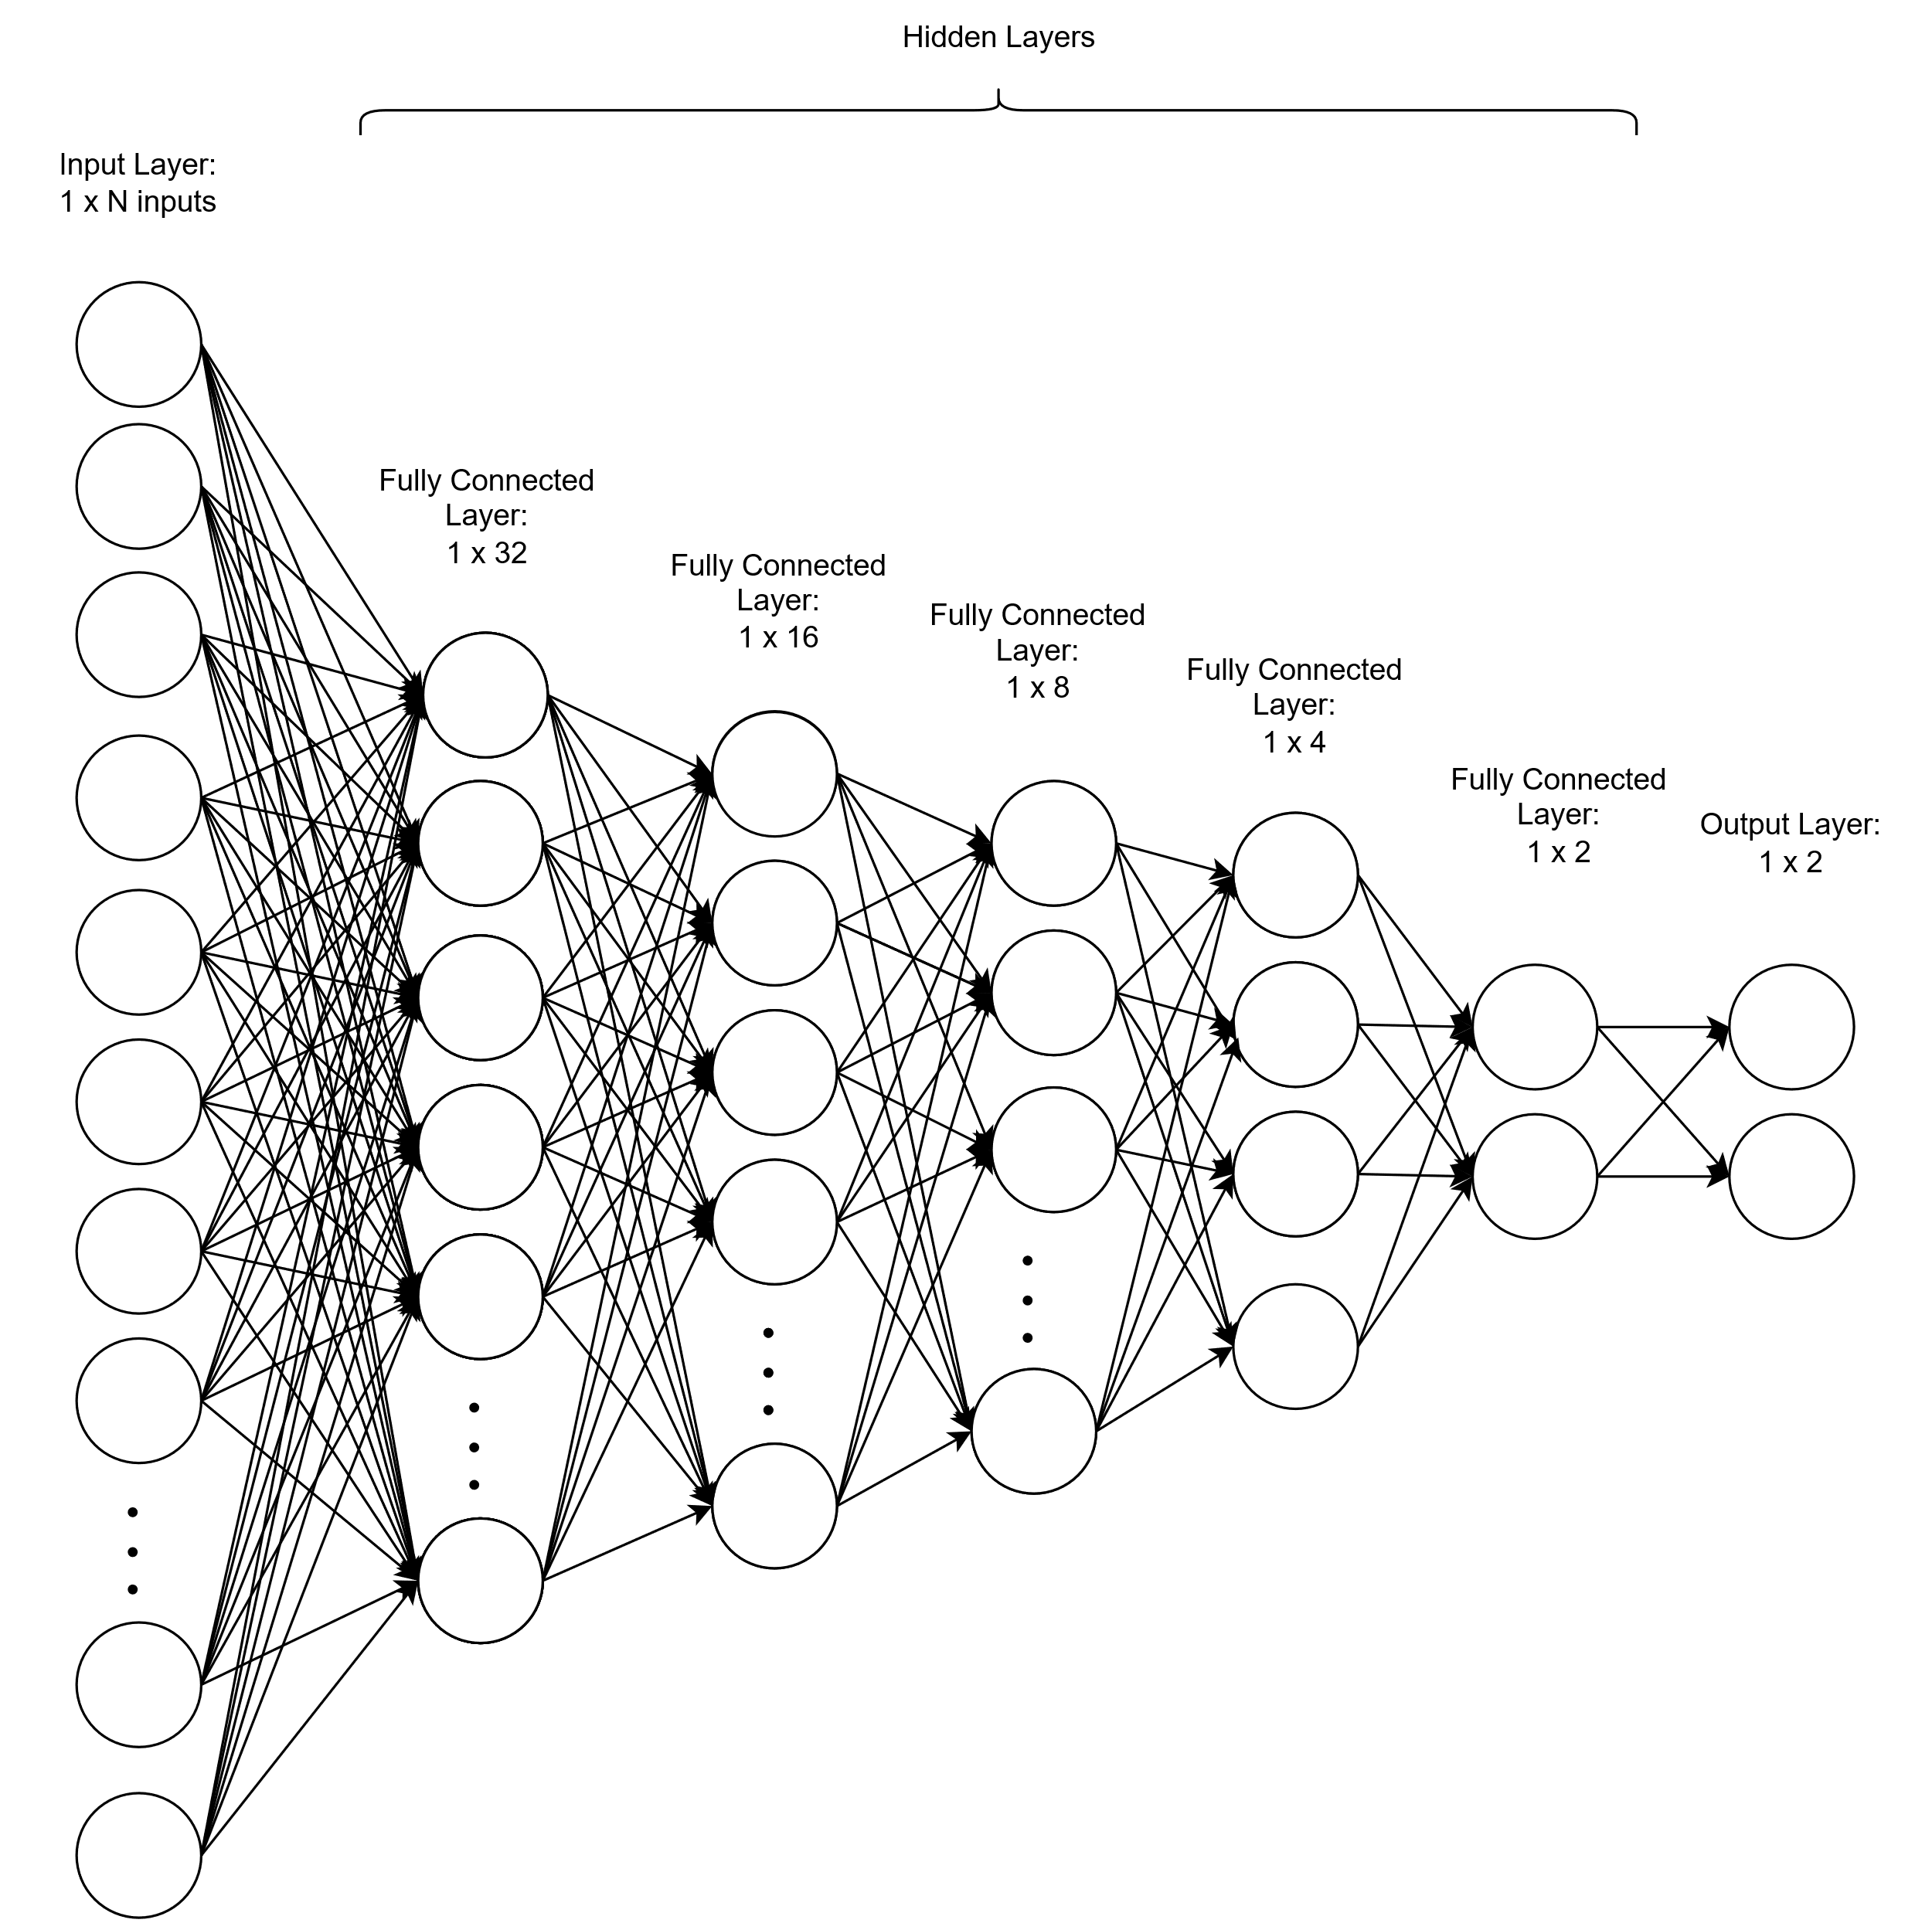 Hidden Layers
Input Layer:
1 x N inputs
Fully Connected
Layer:
1 x 32
Fully Connected
Layer:
1 x 16
Fully Connected
Layer:
1 x 8
Fully Connected
Layer:
1 x 4
Fully Connected
Layer:
1 x 2
Output Layer:
1 x 2